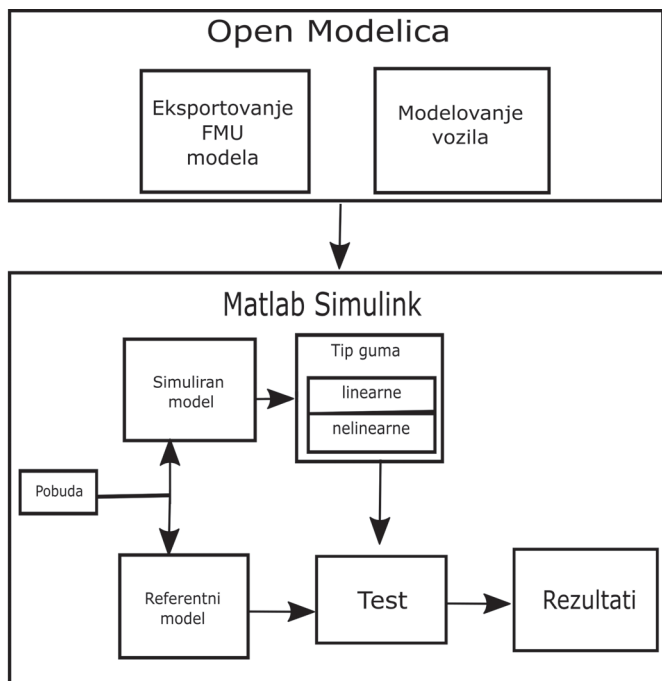 Open Modelica
Eksportovanje
FMU
modela
Modelovanje
vozila
Matlab Simulink
Simuliran
model
Tip guma
linearne
nelinearne
Pobuda
Referentni
model
Test
Rezultati